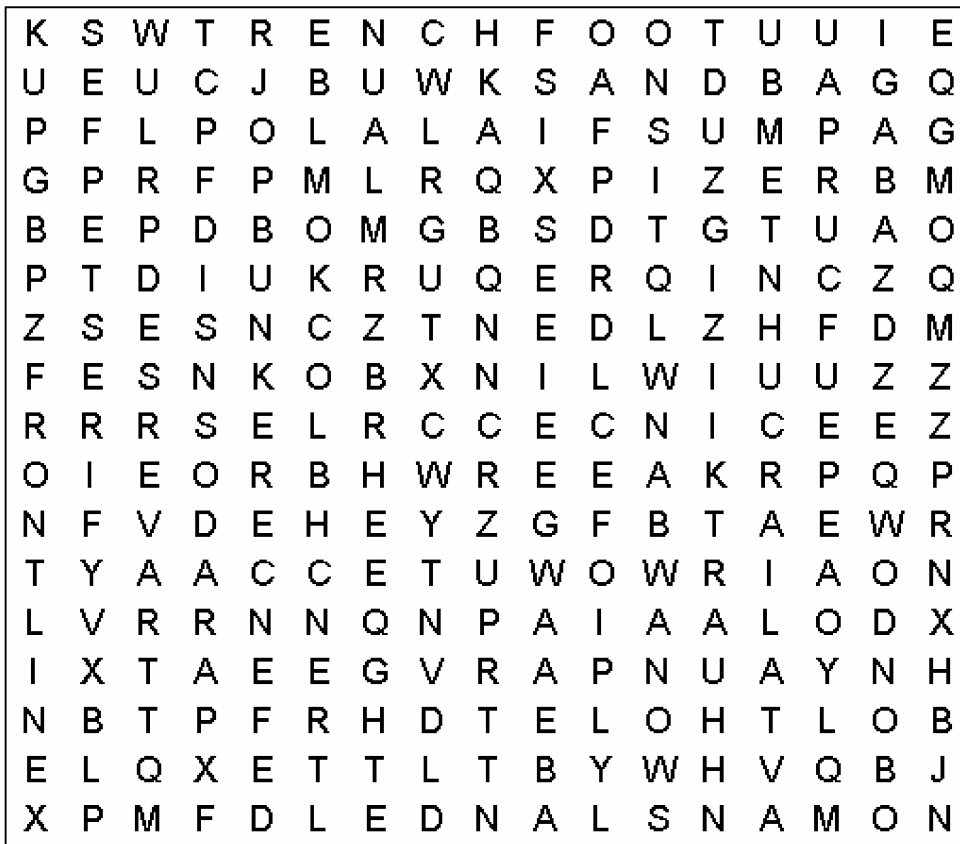 K S W T R E N C H F O O T U U I E
U E U C J B U W K S A N D B A G Q
P F L P O L A L A I F S U M P A G
G P R F P M L R Q X P I Z E R B M
B E P D B O M G B S D T G T U A O
P T D I U K R U Q E R Q I N C Z Q
Z S E S N C Z T N E D L Z H F D M
F E S N K O B X N I L W I U U Z Z
R R R S E L R C C E C N I C E E Z
O I E O R B H W R E E A K R P Q P
N F V D E H E Y Z G F B T A E W R
T Y A A C C E T U W O W R I A O N
L V R R N N Q N P A I A A L O D X
I X T A E E G V R A P N U A Y N H
N B T P F R H D T E L O H T L O B
E L Q X E T T L T B Y W H V Q B J
X P M F D L E D N A L S N A M O N